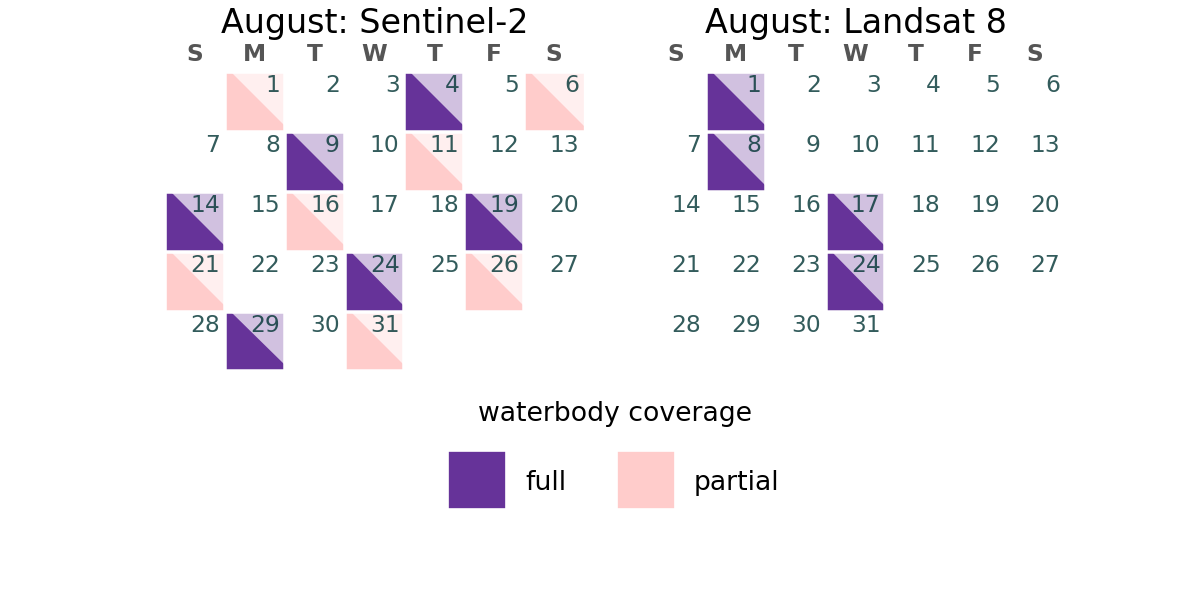 August: Sentinel-2
S M T W T F S
1 2 3 4 5 6
7 8 9 10 11 12 13
14 15 16 17 18 19 20
21 22 23 24 25 26 27
28 29 30 31
August: Landsat 8
S M T W T F S
1 2 3 4 5 6
7 8 9 10 11 12 13
14 15 16 17 18 19 20
21 22 23 24 25 26 27
28 29 30 31
waterbody coverage
full partial